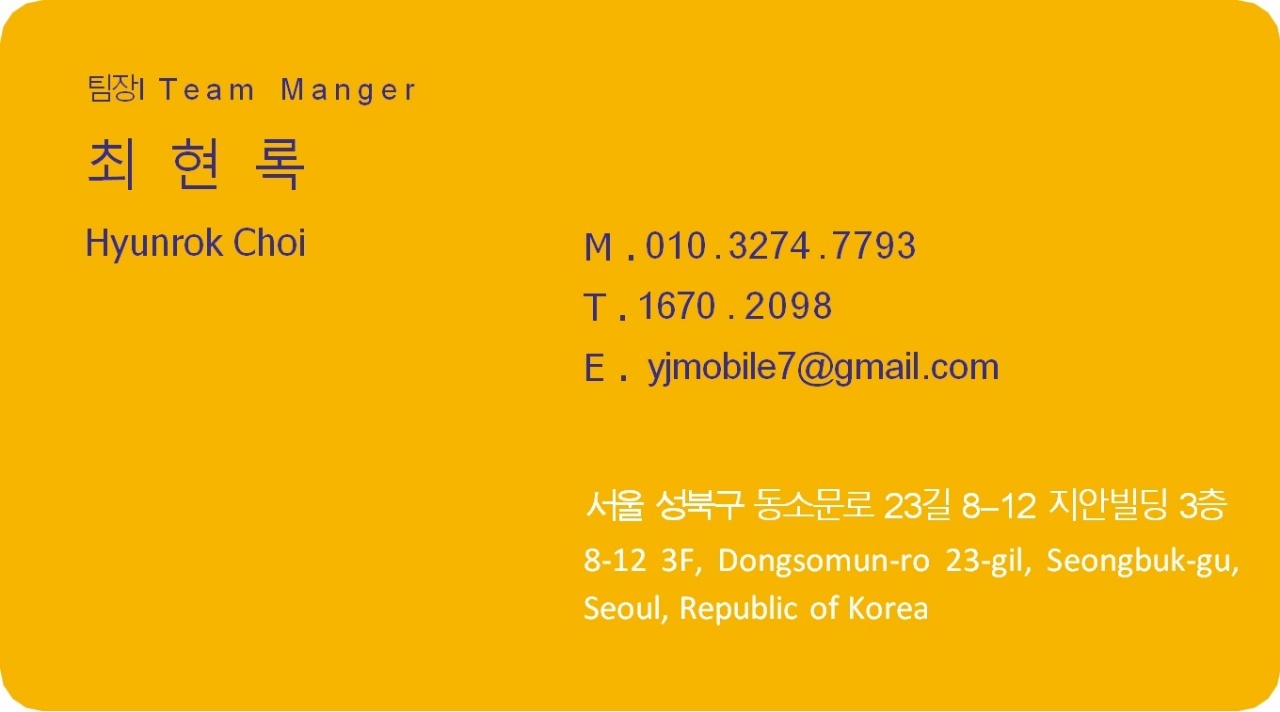 팀장l Team Manger
최 현 록
Hyunrok Choi
M . 010 . 3274 . 7793
T . 1670 . 2098
E . yjmobile7@gmail.com
서울 성북구 동소문로 23길 8–12 지안빌딩 3층
8-12 3F, Dongsomun-ro 23-gil, Seongbuk-gu,
Seoul, Republic of Korea